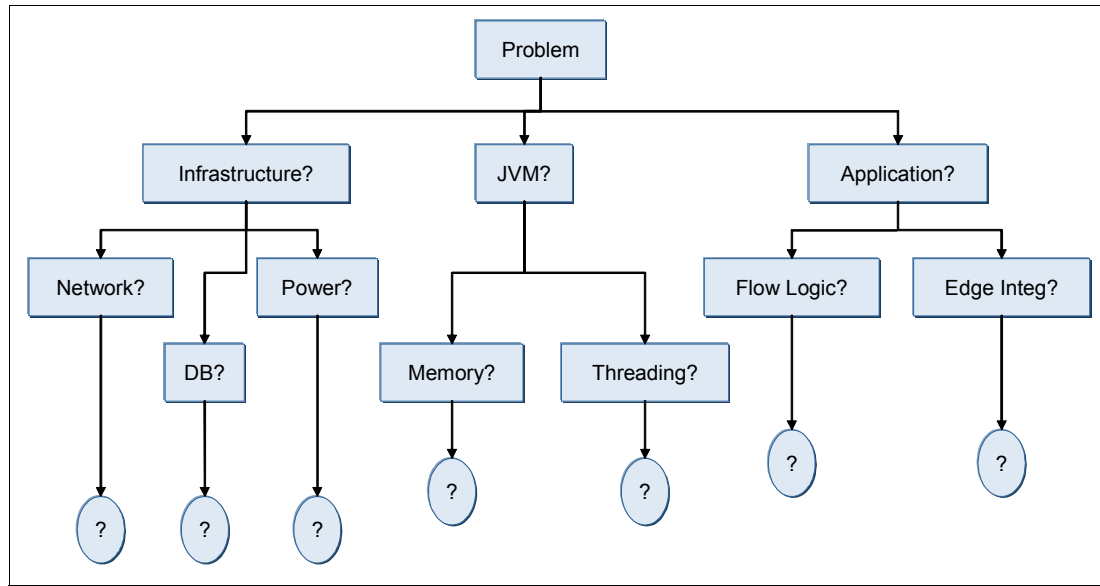 Problem
Infrastructure?
JVM?
Application?
Network?
Power?
Flow Logic?
Edge Integ?
DB?
Memory?
Threading?
?
?
?
?
?
?
?